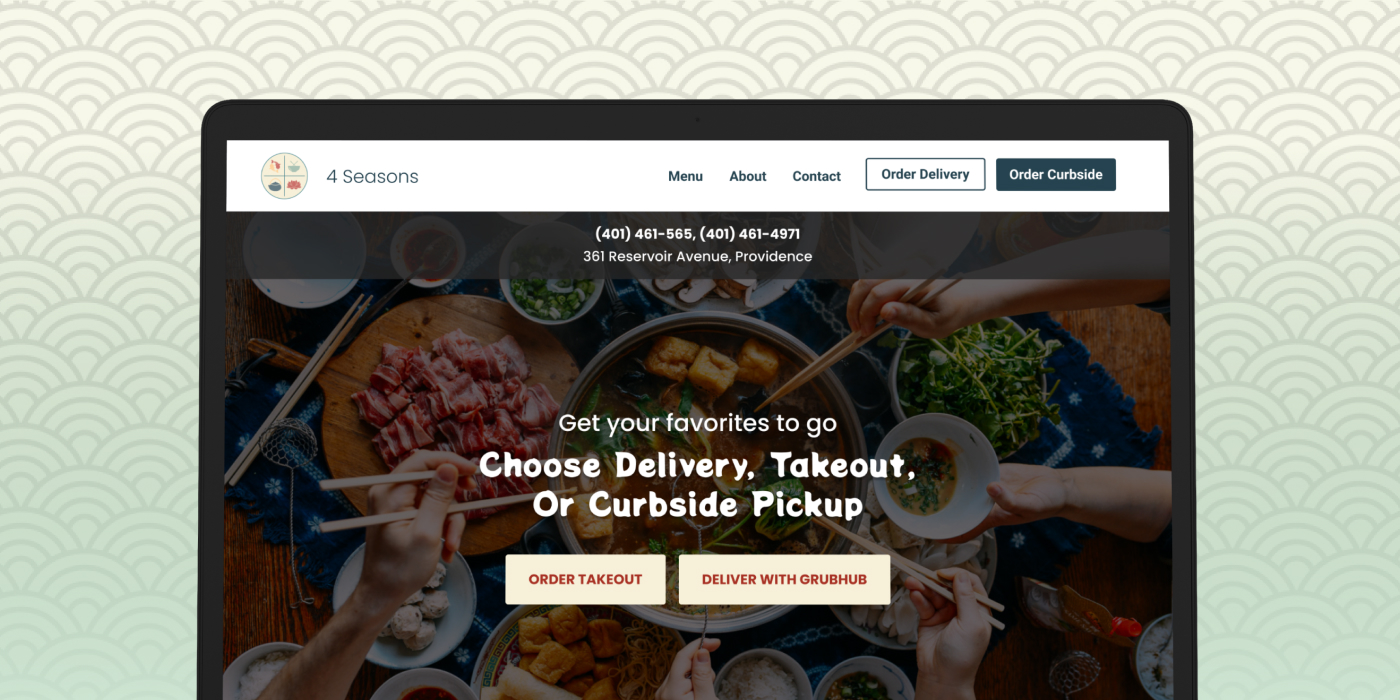 4 Seasons
Menu About Contact Order Delivery Order Curbside
(401) 461-565, (401) 461-4971
361 Reservoir Avenue, Providence
Get your favorites to go
Choose Delivery, Takeout,
Or Curbside Pickup
ORDER TAKEOUT DELIVER WITH GRUBHUB